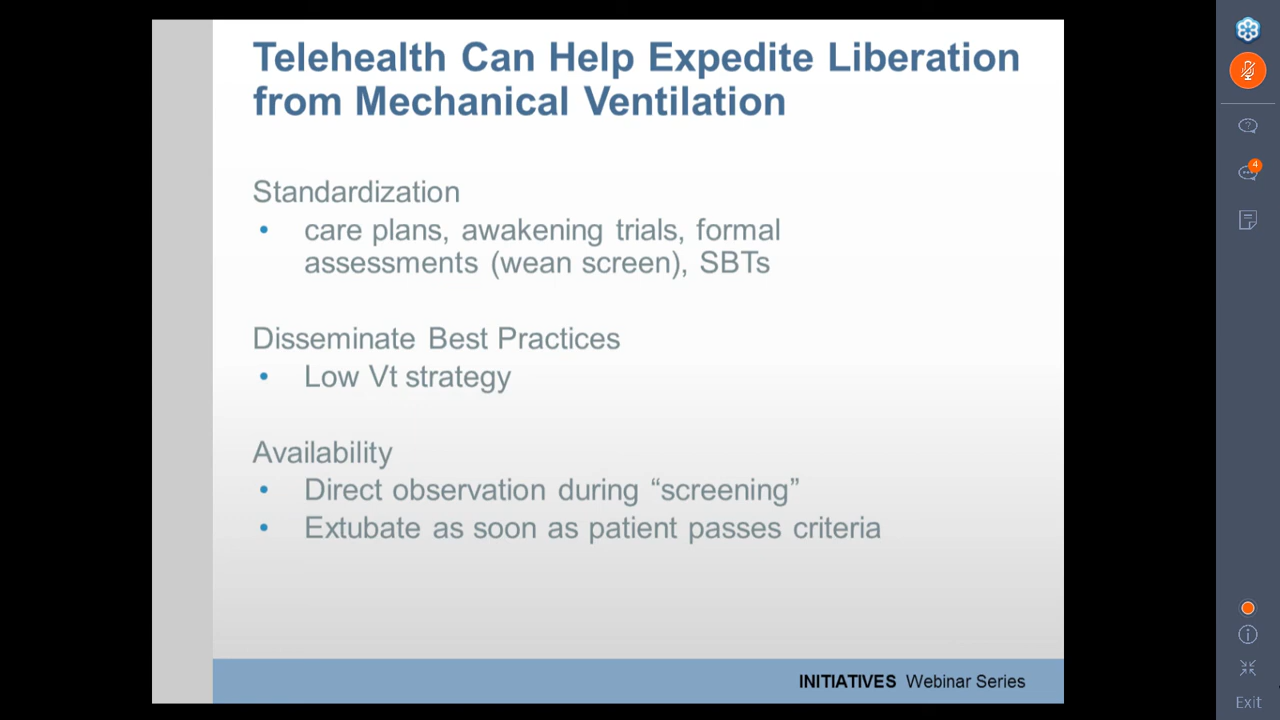 Telehealth Can Help Expedite Liberation
from Mechanical Ventilation
Standardization
• care plans, awakening trials, formal
assessments (wean screen), SBTs
Disseminate Best Practices
• Low Vt strategy
Availability
• Direct observation during “screening”
• Extubate as soon as patient passes criteria
INITIATIVES Webinar Series
4
Exit